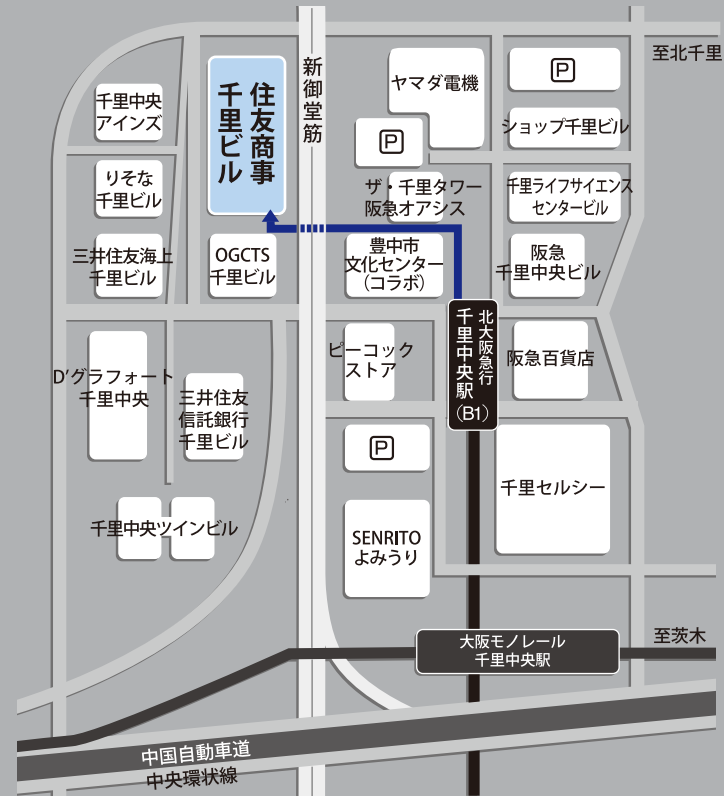 至北千里
新御堂筋
住友商事
千里ビル
千里中央
アインズ
ヤマダ電機
P
P
ショップ千里ビル
りそな
千里ビル
ザ・千里タワー
阪急オアシス
千里ライフサイエンス
センタービル
三井住友海上
千里ビル
OGCTS
千里ビル
豊中市
文化センター
(コラボ)
阪急
千里中央ビル
北大阪急行
千里中央駅
(B1)
ピーコック
ストア
阪急百貨店
D'グラフォート
千里中央
三井住友
信託銀行
千里ビル
P
千里セルシー
千里中央ツインビル
SENRITO
よみうり
大阪モノレール
千里中央駅
至茨木
中国自動車道
中央環状線